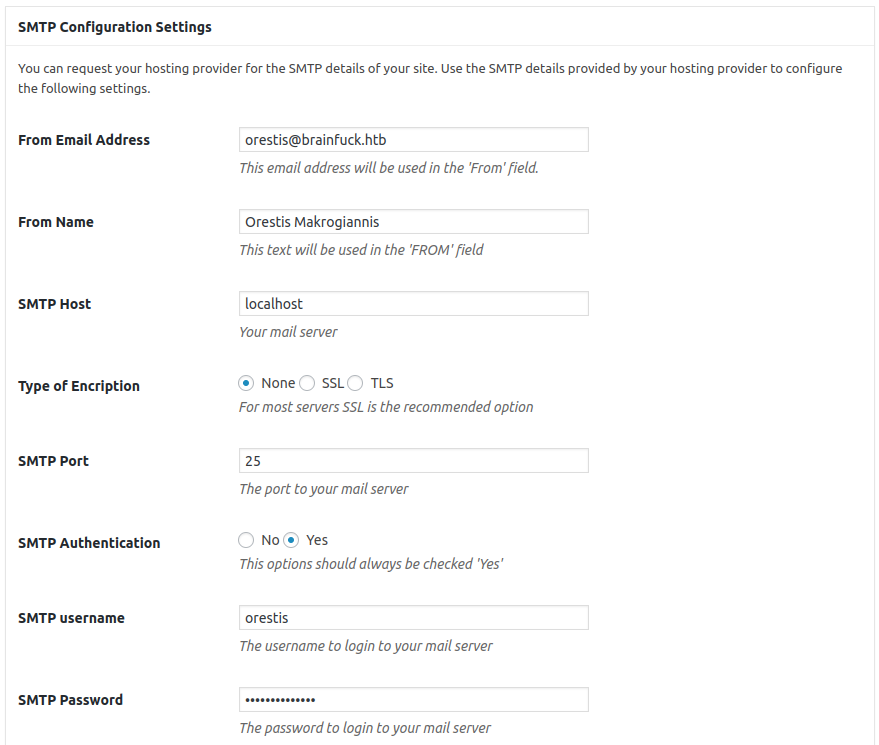 SMTP Configuration Settings
You can request your hosting provider for the SMTP details of your site. Use the SMTP details provided by your hosting provider to configure
the following settings.
From Email Address
orestis@brainfuck.htb
This email address will be used in the 'From' field.
From Name
Orestis Makrogiannis
This text will be used in the 'FROM' field
SMTP Host
localhost
Your mail server
Type of Encription
None SSL TLS
For most servers SSL is the recommended option
SMTP Port
25
The port to your mail server
SMTP Authentication
No Yes
This options should always be checked 'Yes'
SMTP username
orestis
The username to login to your mail server
SMTP Password
••••••••••••••
The password to login to your mail server